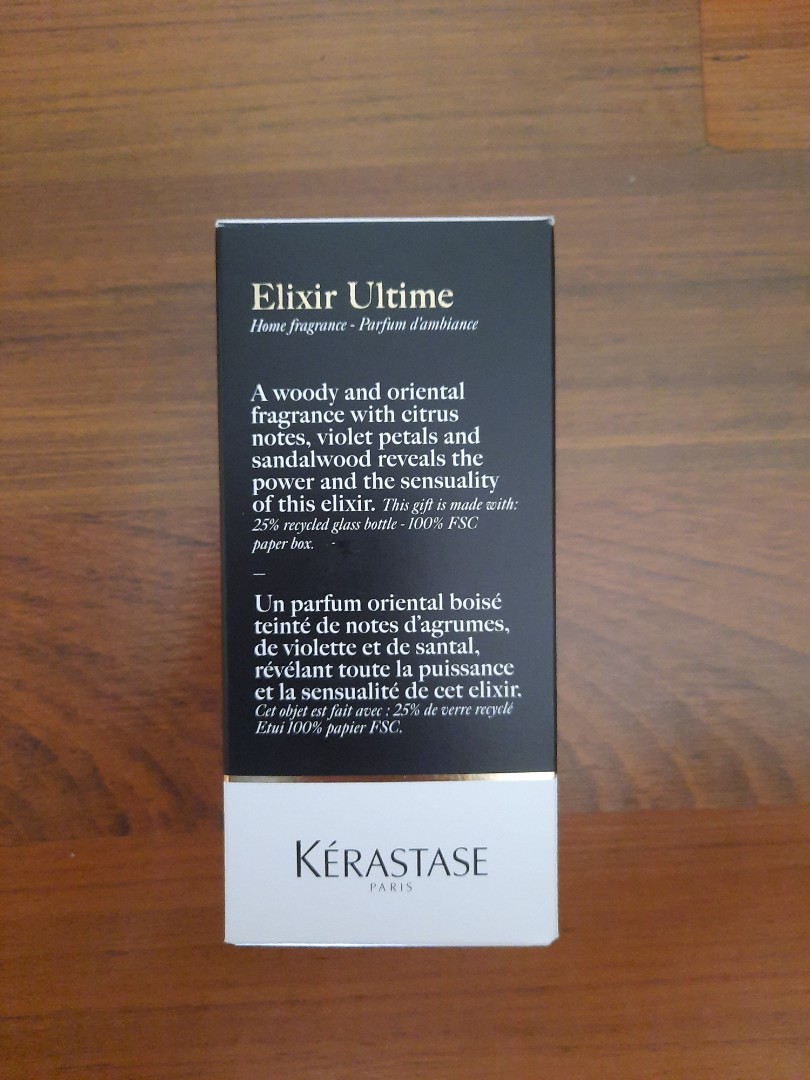 Elixir Ultime
Home fragrance - Parfum d'ambiance
A woody and oriental
fragrance with citrus
notes, violet petals and
sandalwood reveals the
power and the sensuality
of this elixir. This gift is made with:
25% recycled glass bottle - 100% FSC
paper box. -
—
Un parfum oriental boisé
teinté de notes d'agrumes,
de violette et de santal,
révélant toute la puissance
et la sensualité de cet elixir.
Cet objet est fait avec : 25% de verre recyclé
Etui 100% papier FSC.
KÉRASTASE
PARIS